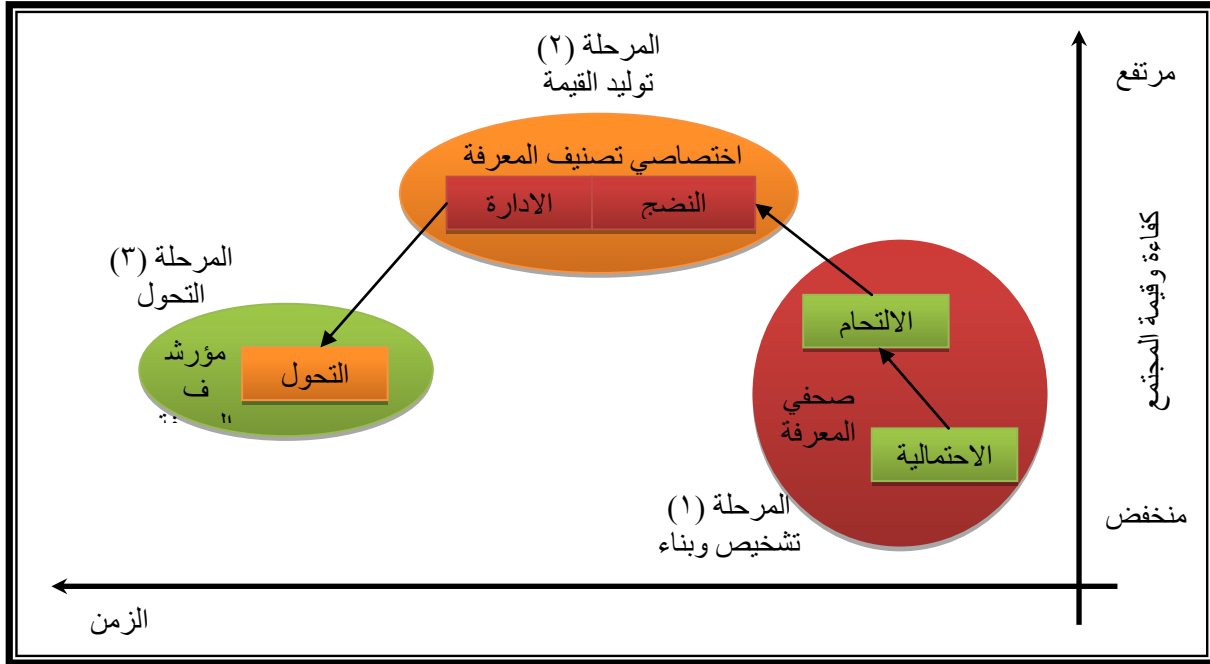 المرحلة (٢)
توليد القيمة
مرتفع
اختصاصي تصنيف المعرفة
النضج
الادارة
كفاءة وقيمة المجتمع
المرحلة (٣)
التحول
الالتحام
مؤرشد
ف
التحول
صحفي
المعرفة
الاحتمالية
المرحلة (١)
تشخيص وبناء
منخفض
الزمن